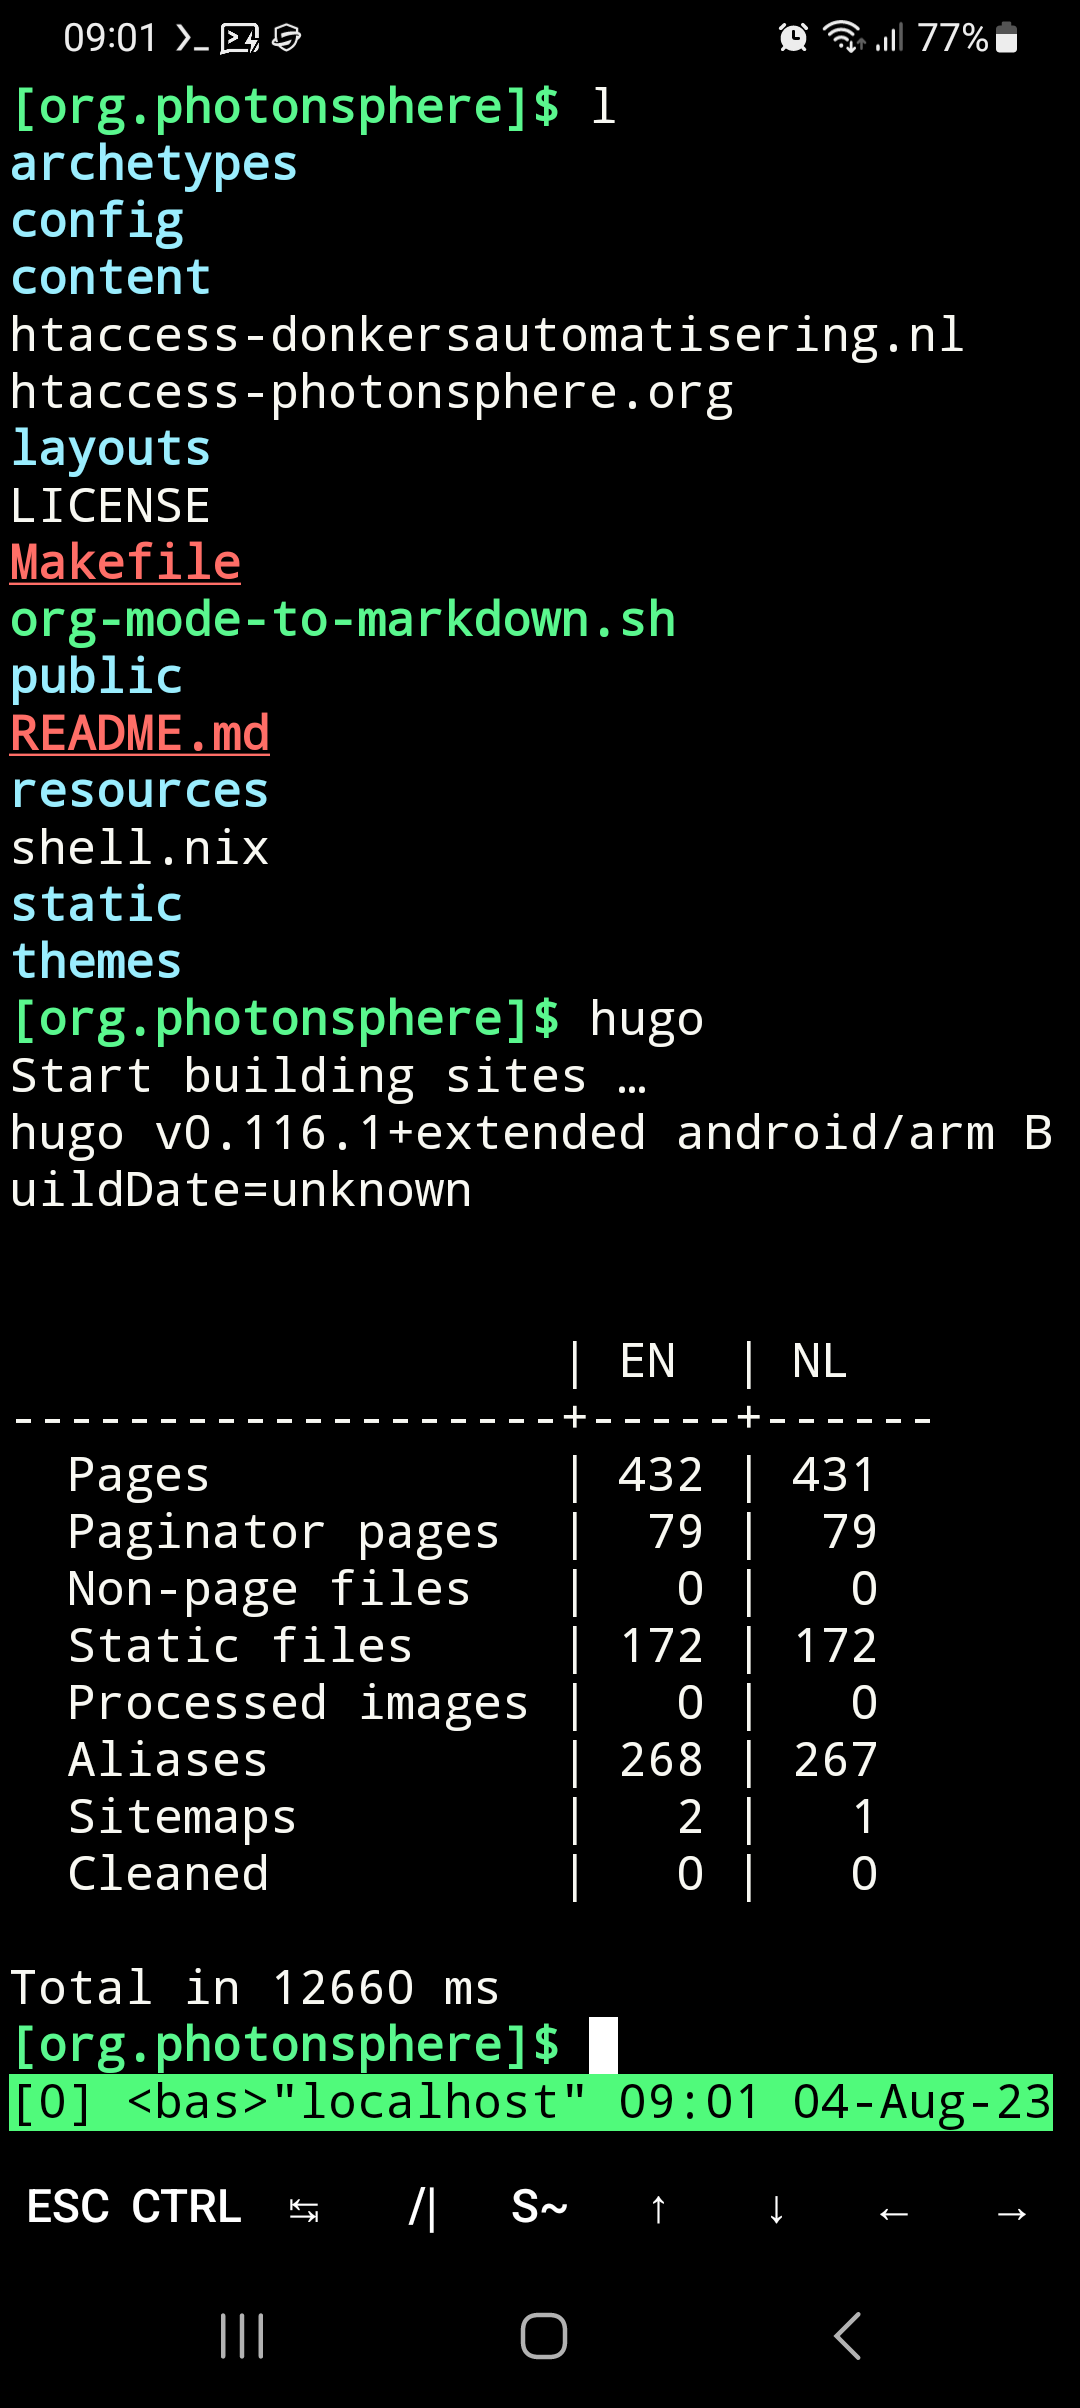 09:01 77%
[org.photonsphere]$ l
archetypes
config
content
htaccess-donkersautomatisering.nl
htaccess-photonsphere.org
layouts
LICENSE
Makefile
org-mode-to-markdown.sh
public
README.md
resources
shell.nix
static
themes
[org.photonsphere]$ hugo
Start building sites …
hugo v0.116.1+extended android/arm B
uildDate=unknown
                   | EN  | NL
-------------------+-----+------
  Pages            | 432 | 431
  Paginator pages  |  79 |  79
  Non-page files   |   0 |   0
  Static files     | 172 | 172
  Processed images |   0 |   0
  Aliases          | 268 | 267
  Sitemaps         |   2 |   1
  Cleaned          |   0 |   0
Total in 12660 ms
[org.photonsphere]$
[0] <bas>"localhost" 09:01 04-Aug-23
ESC CTRL ↹ /| S~ ↑ ↓ ← →